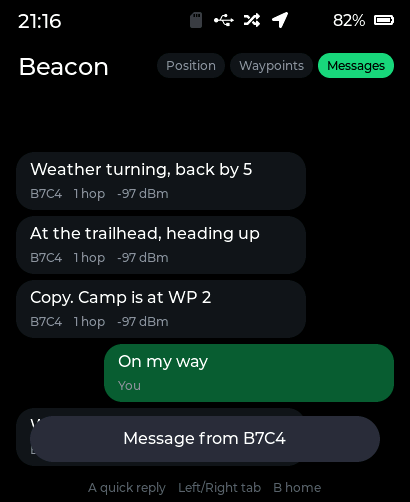 21:16
82%
Beacon
Position
Waypoints
Messages
Weather turning, back by 5
B7C4 1 hop -97 dBm
At the trailhead, heading up
B7C4 1 hop -97 dBm
Copy. Camp is at WP 2
B7C4 1 hop -97 dBm
On my way
You
Message from B7C4
A quick reply Left/Right tab B home